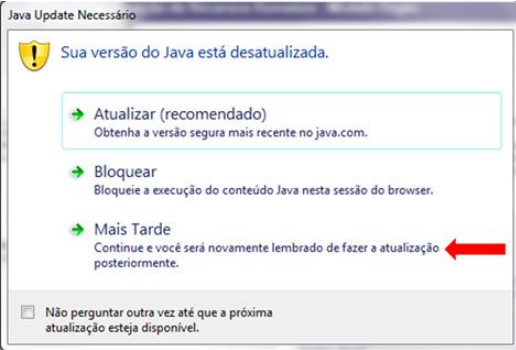 Java Update Necessário
Sua versão do Java está desatualizada.
Atualizar (recomendado)
Obtenha a versão segura mais recente no java.com.
Bloquear
Bloqueie a execução do conteúdo Java nesta sessão do browser.
Mais Tarde
Continue e você será novamente lembrado de fazer a atualização
posteriormente.
Não perguntar outra vez até que a próxima
atualização esteja disponível.